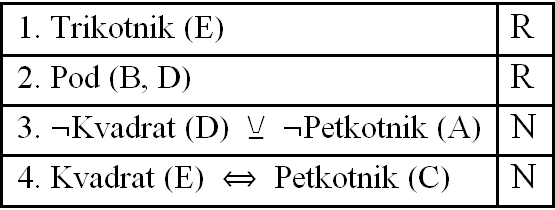 1. Trikotnik (E) R
2. Pod (B, D) R
3. ¬Kvadrat (D) ⊻ ¬Petkotnik (A) N
4. Kvadrat (E) ⇔ Petkotnik (C) N